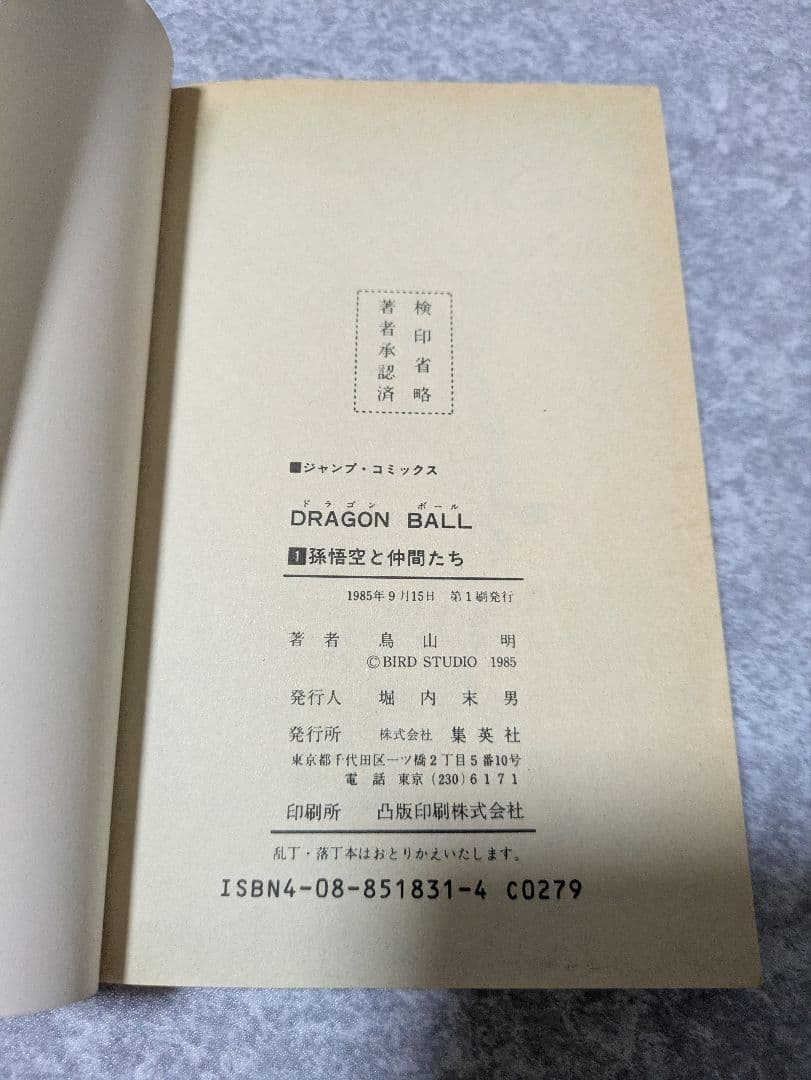 検印省略
著者承認済
■ジャンプ・コミックス
ドラゴン ボール
DRAGON BALL
1孫悟空と仲間たち
1985年9月15日 第1刷発行
著者 鳥山 明
©BIRD STUDIO 1985
発行人 堀内末男
発行所 株式会社 集英社
東京都千代田区一ツ橋2丁目5番10号
電話 東京(230)6171
印刷所 凸版印刷株式会社
乱丁・落丁本はおとりかえいたします。
ISBN4-08-851831-4 C0279